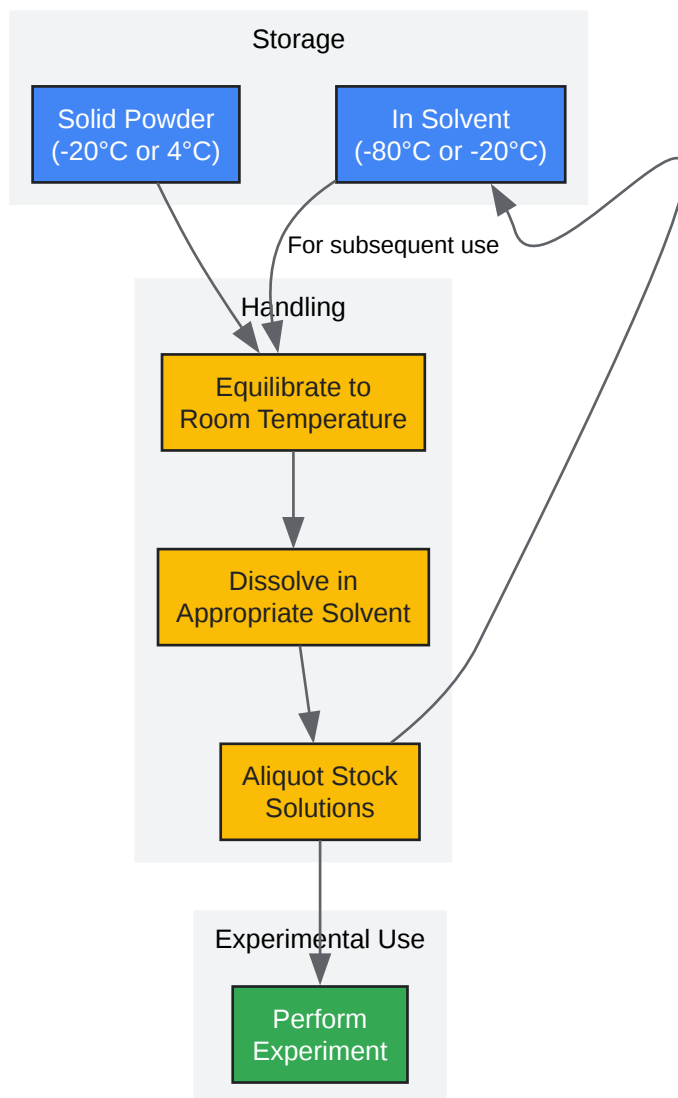 Storage
Solid Powder
(-20°C or 4°C)
In Solvent
(-80°C or -20°C)
For subsequent use
Handling
Equilibrate to
Room Temperature
Dissolve in
Appropriate Solvent
Aliquot Stock
Solutions
Experimental Use
Perform
Experiment